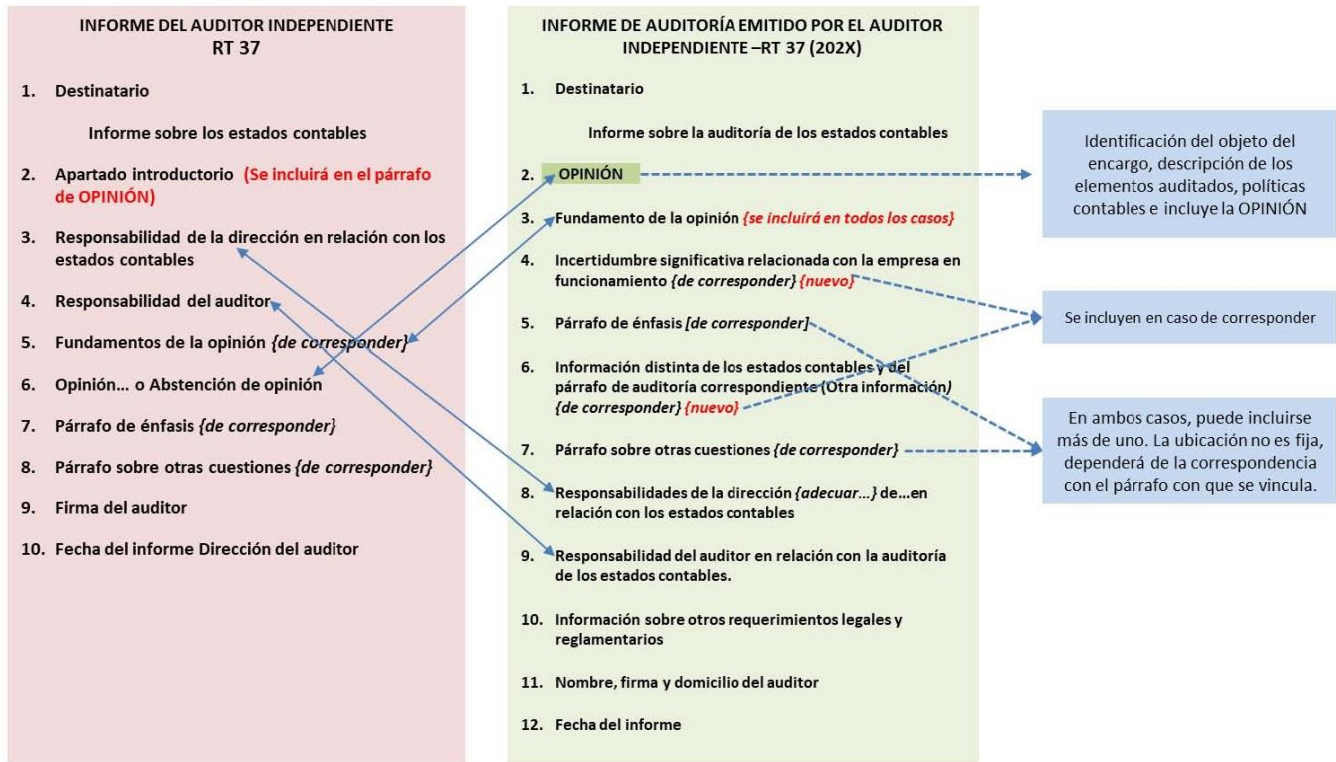 INFORME DEL AUDITOR INDEPENDIENTE
RT 37
1. Destinatario
Informe sobre los estados contables
2. Apartado introductorio (Se incluirá en el párrafo
de OPINIÓN)
3. Responsabilidad de la dirección en relación con los
estados contables
4. Responsabilidad del auditor
5. Fundamentos de la opinión {de corresponder}
6. Opinión... o Abstención de opinión
7. Párrafo de énfasis {de corresponder}
8. Párrafo sobre otras cuestiones {de corresponder}
9. Firma del auditor
10. Fecha del informe Dirección del auditor
INFORME DE AUDITORÍA EMITIDO POR EL AUDITOR
INDEPENDIENTE –RT 37 (202X)
1. Destinatario
Informe sobre la auditoría de los estados contables
2. OPINIÓN
3. Fundamento de la opinión {se incluirá en todos los casos}
4. Incertidumbre significativa relacionada con la empresa en
funcionamiento {de corresponder} {nuevo}
5. Párrafo de énfasis [de corresponder]
6. Información distinta de los estados contables y del
párrafo de auditoría correspondiente (Otra información)
{de corresponder} {nuevo}
7. Párrafo sobre otras cuestiones {de corresponder}
8. Responsabilidades de la dirección {adecuar...} de...en
relación con los estados contables
9. Responsabilidad del auditor en relación con la auditoría
de los estados contables.
10. Información sobre otros requerimientos legales y
reglamentarios
11. Nombre, firma y domicilio del auditor
12. Fecha del informe
Identificación del objeto del
encargo, descripción de los
elementos auditados, políticas
contables e incluye la OPINIÓN
Se incluyen en caso de corresponder
En ambos casos, puede incluirse
más de uno. La ubicación no es fija,
dependerá de la correspondencia
con el párrafo con que se vincula.